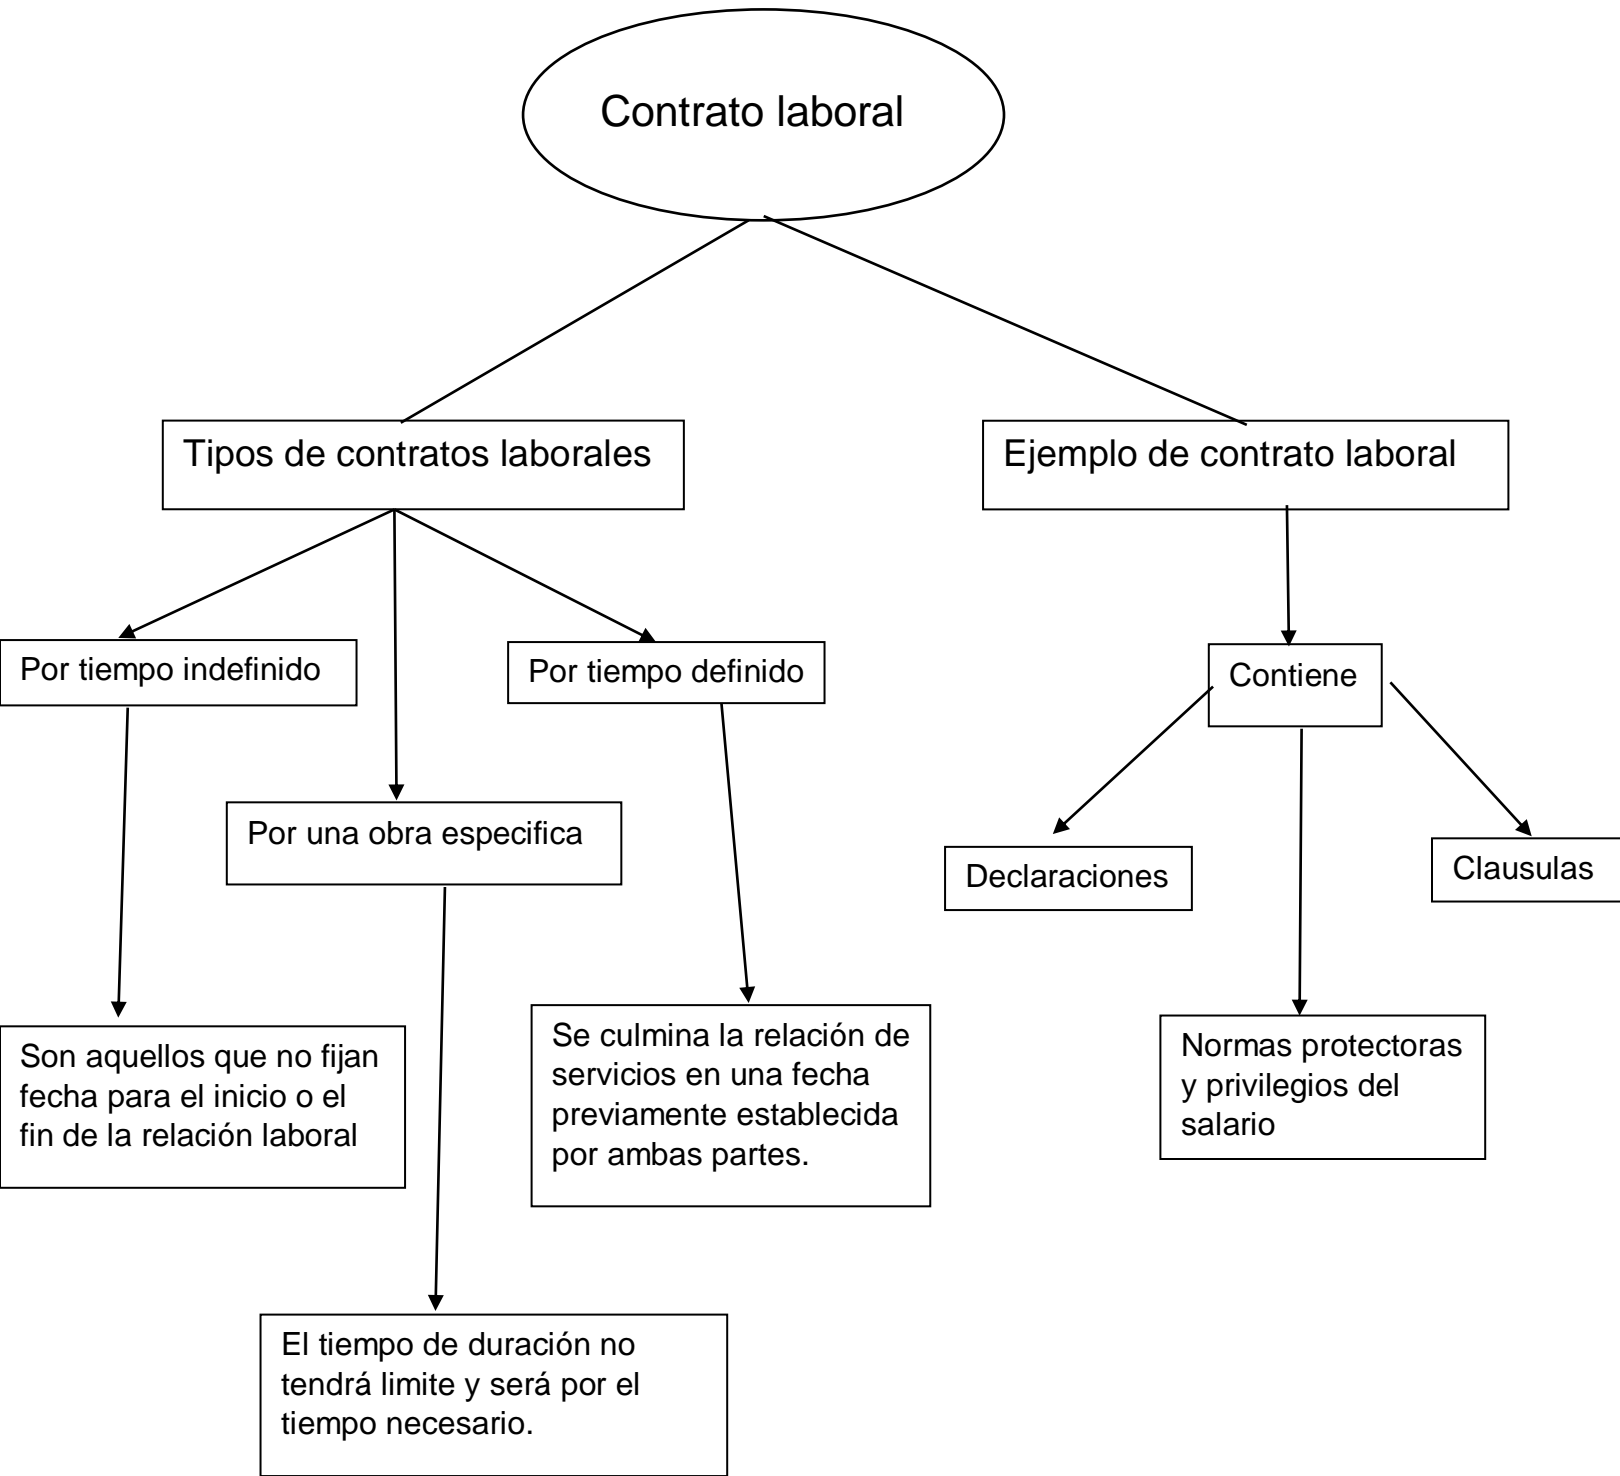 Contrato laboral
Tipos de contratos laborales
Ejemplo de contrato laboral
Por tiempo indefinido
Por tiempo definido
Contiene
Por una obra especifica
Declaraciones
Clausulas
Son aquellos que no fijan
fecha para el inicio o el
fin de la relación laboral
Se culmina la relación de
servicios en una fecha
previamente establecida
por ambas partes.
Normas protectoras
y privilegios del
salario
El tiempo de duración no
tendrá limite y será por el
tiempo necesario.